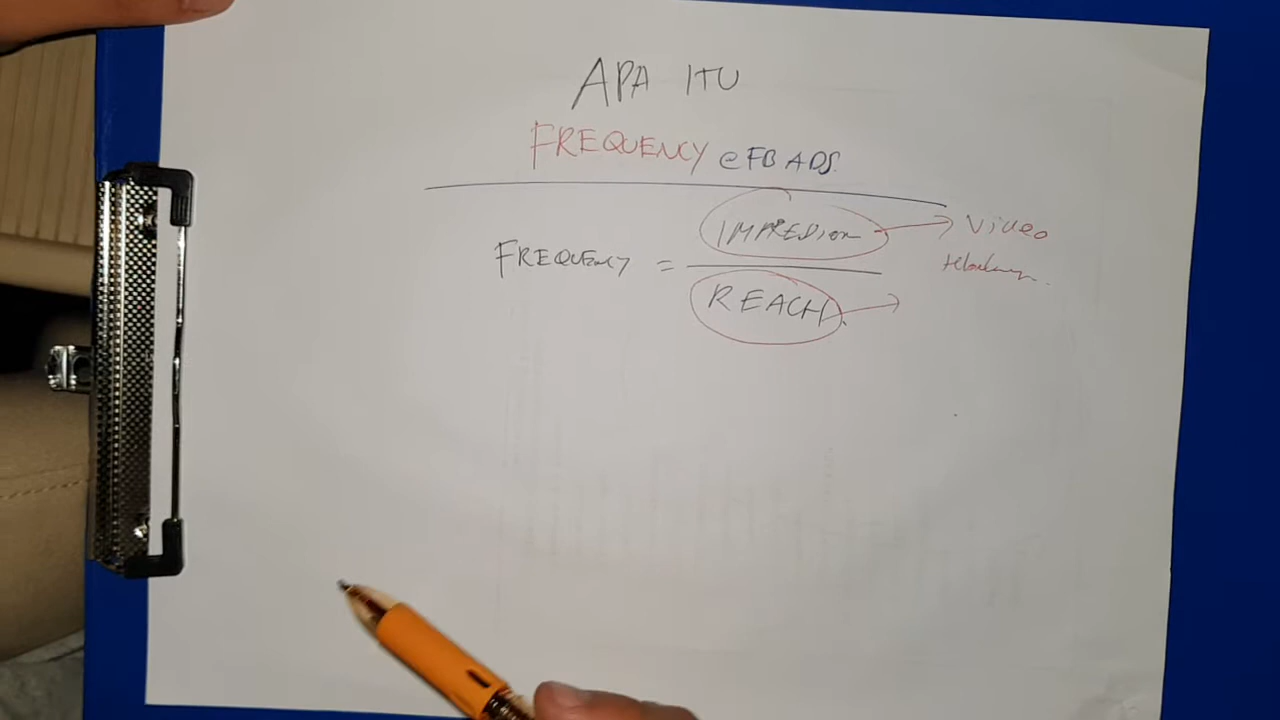 APA ITU
FREQUENCY @ FB ADS.
IMPRESSION → Video
FREQUENCY =
REACH. →